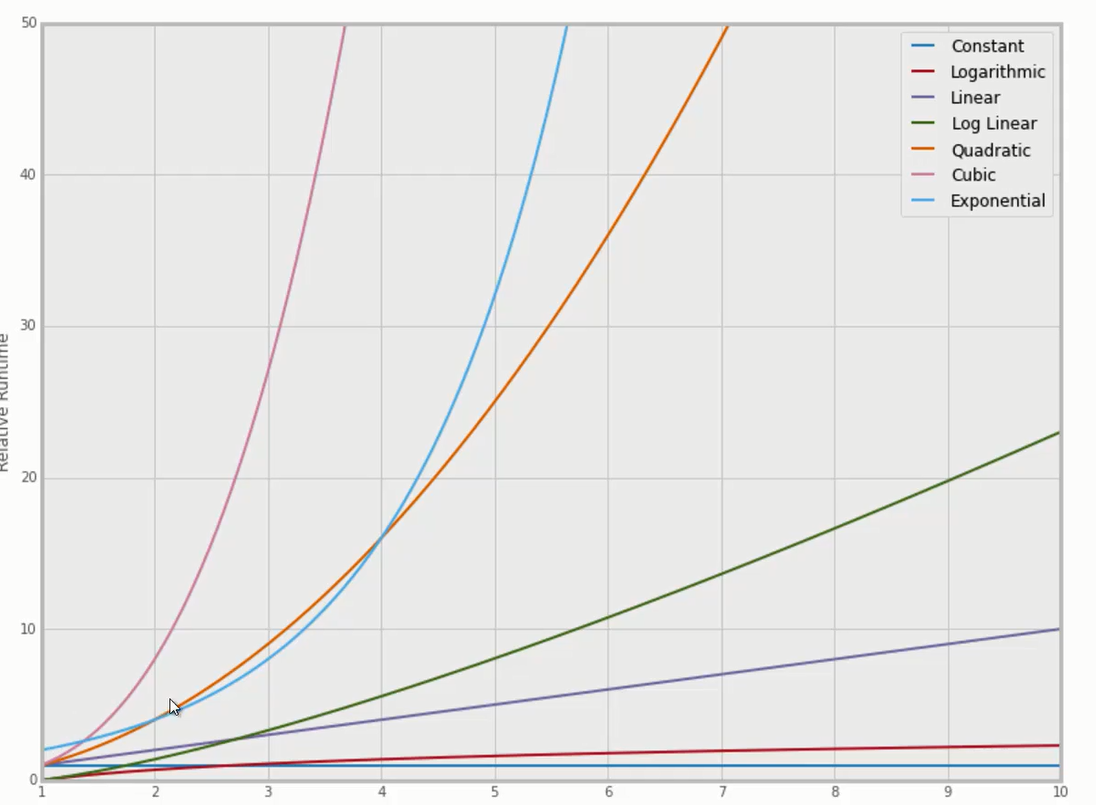 50
40
30
20
10
0
Relative Runtime
1 2 3 4 5 6 7 8 9 10
Constant
Logarithmic
Linear
Log Linear
Quadratic
Cubic
Exponential